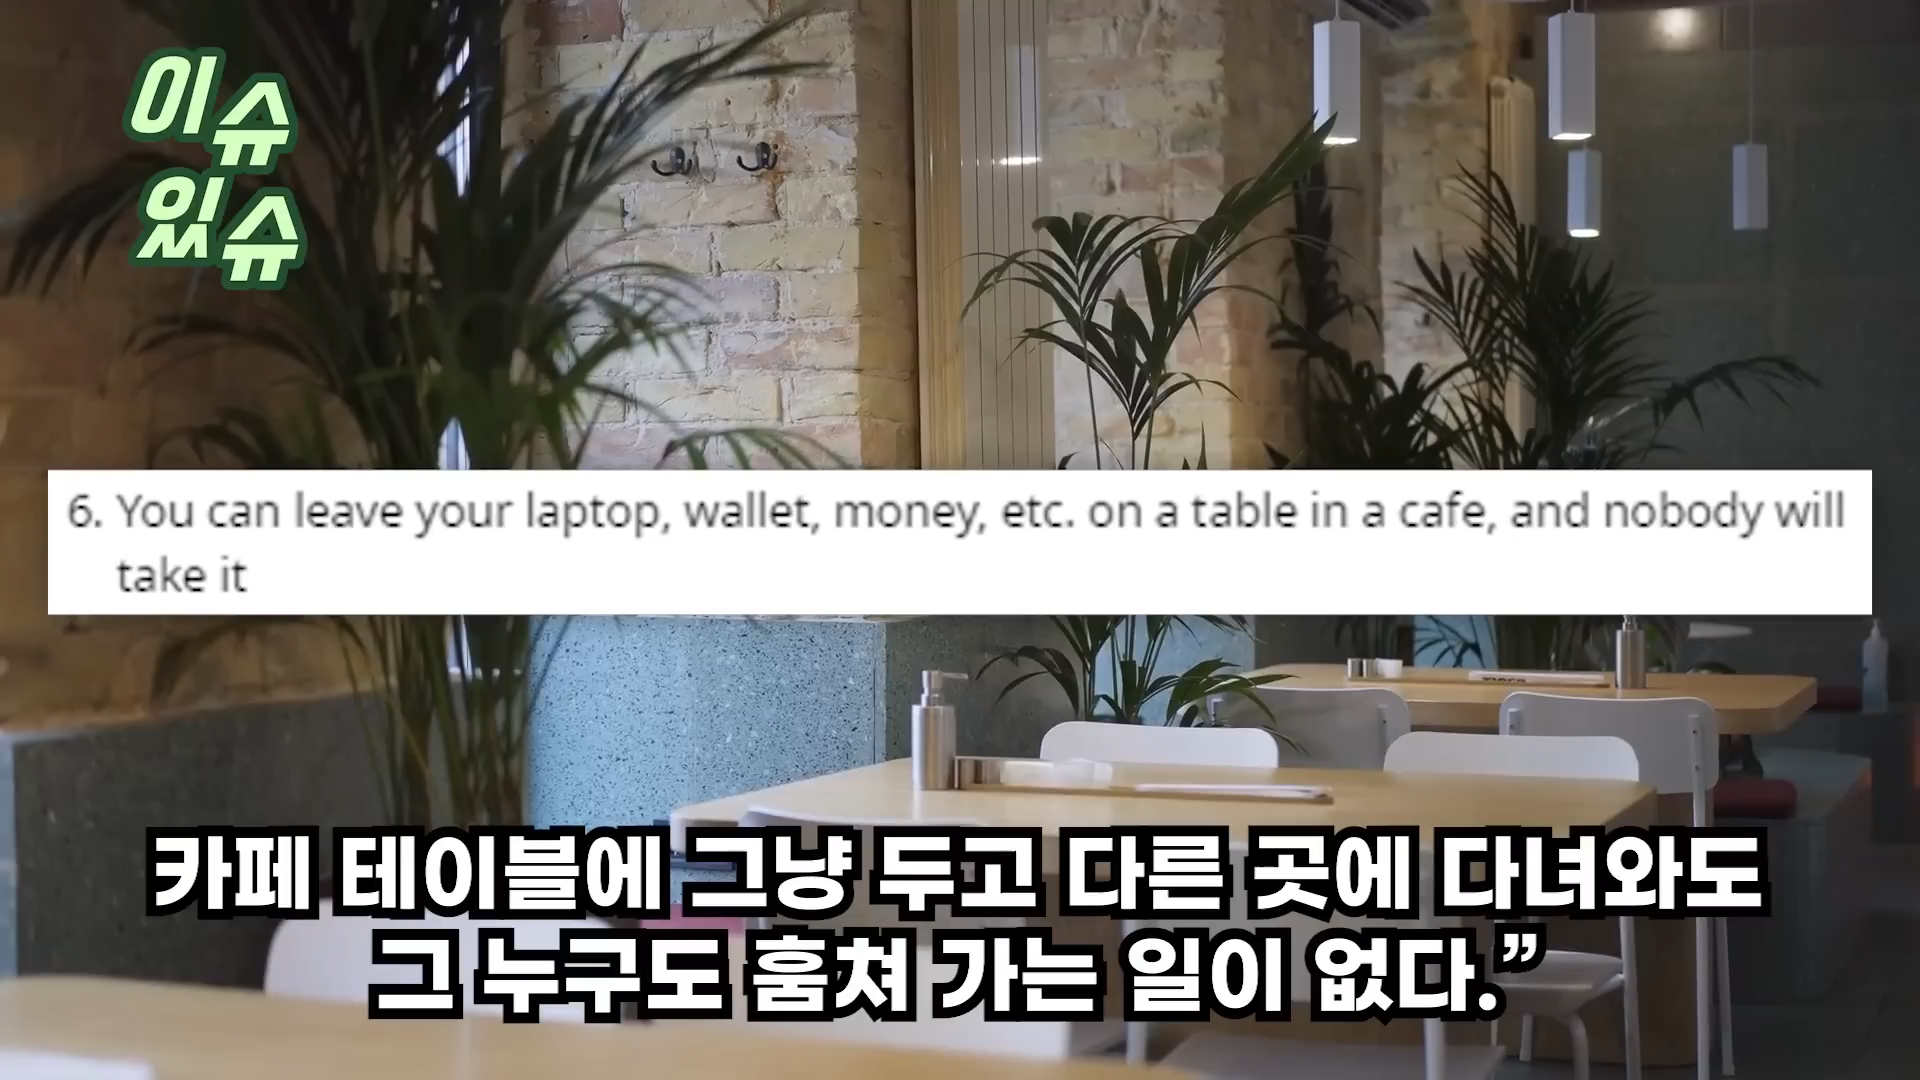 이슈
있슈
6. You can leave your laptop, wallet, money, etc. on a table in a cafe, and nobody will
take it
카페 테이블에 그냥 두고 다른 곳에 다녀와도
그 누구도 훔쳐 가는 일이 없다.”